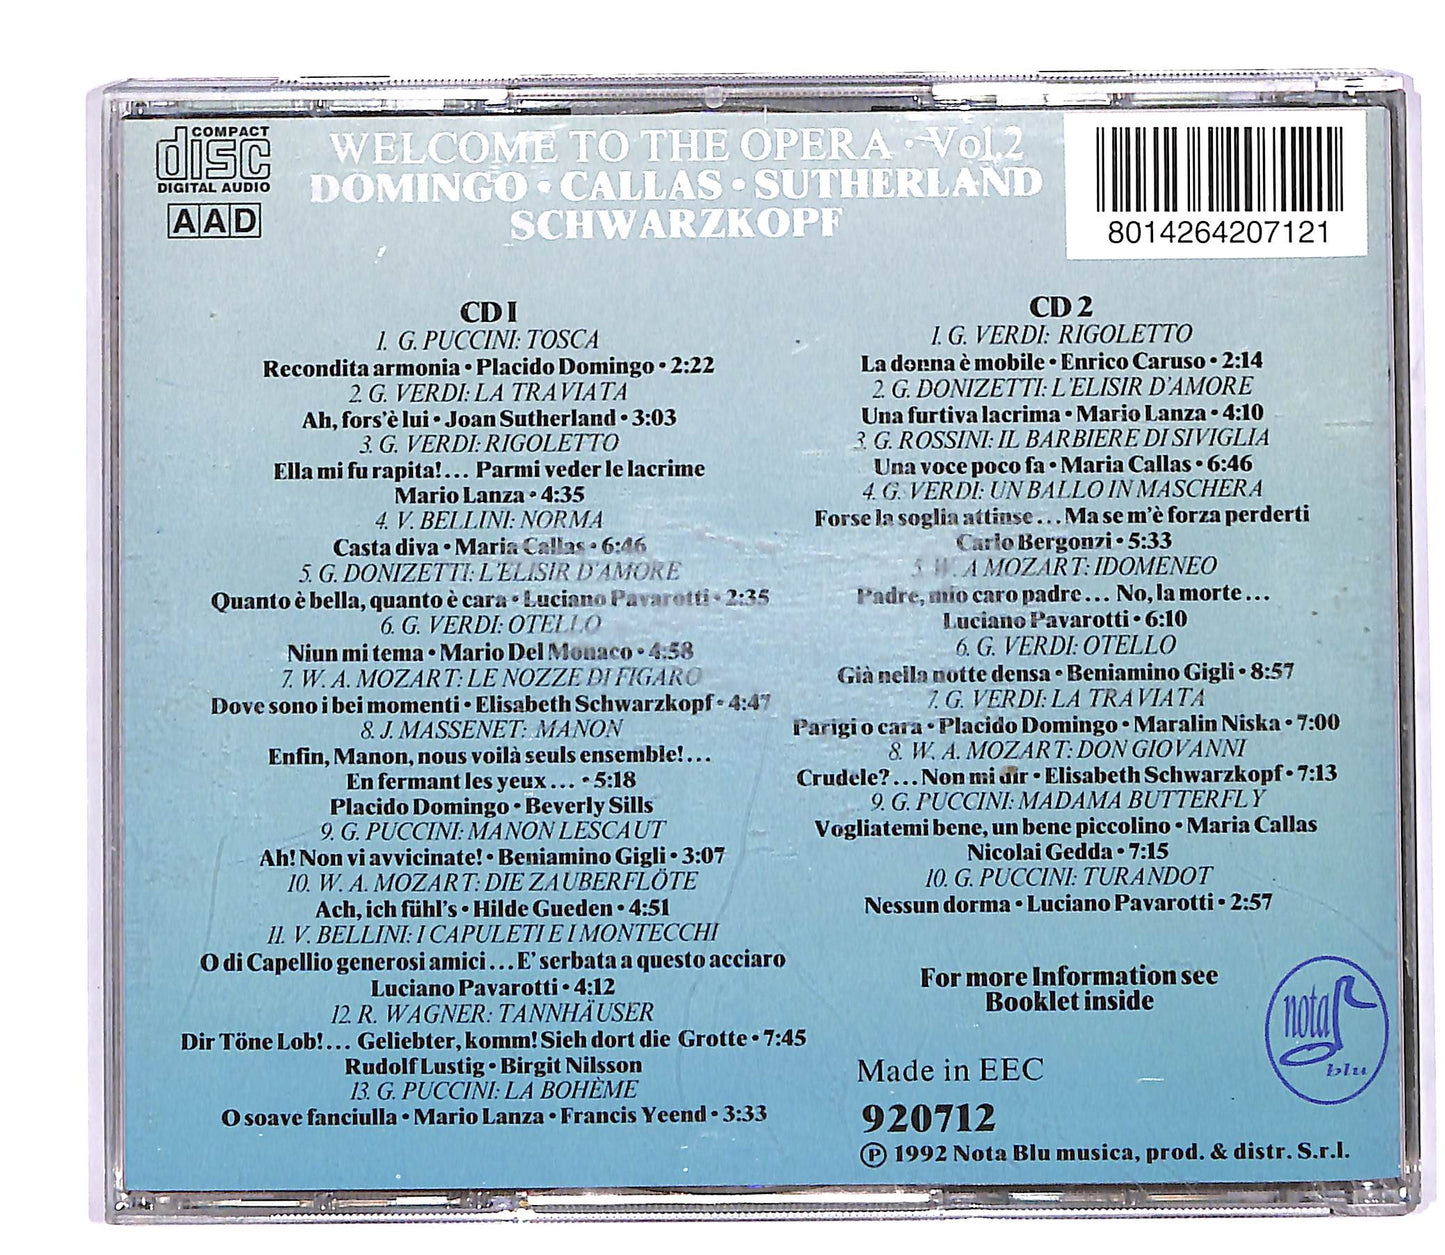 COMPACT
disc
DIGITAL AUDIO
AAD
WELCOME TO THE OPERA • Vol.2
DOMINGO • CALLAS • SUTHERLAND
SCHWARZKOPF
8014264207121
CD I
1. G. PUCCINI: TOSCA
Recondita armonia • Placido Domingo • 2:22
2. G. VERDI: LA TRAVIATA
Ah, fors'è lui • Joan Sutherland • 3:03
3. G. VERDI: RIGOLETTO
Ella mi fu rapita!... Parmi veder le lacrime
Mario Lanza • 4:35
4. V. BELLINI: NORMA
Casta diva • Maria Callas • 6:46
5. G. DONIZETTI: L'ELISIR D'AMORE
Quanto è bella, quanto è cara • Luciano Pavarotti • 2:35
6. G. VERDI: OTELLO
Niun mi tema • Mario Del Monaco • 4:58
7. W. A. MOZART: LE NOZZE DI FIGARO
Dove sono i bei momenti • Elisabeth Schwarzkopf • 4:47
8. J. MASSENET: MANON
Enfin, Manon, nous voilà seuls ensemble!...
En fermant les yeux... • 5:18
Placido Domingo • Beverly Sills
9. G. PUCCINI: MANON LESCAUT
Ah! Non vi avvicinate! • Beniamino Gigli • 3:07
10. W. A. MOZART: DIE ZAUBERFLÖTE
Ach, ich fühl's • Hilde Gueden • 4:51
11. V. BELLINI: I CAPULETI E I MONTECCHI
O di Capellio generosi amici... E' serbata a questo acciaro
Luciano Pavarotti • 4:12
12. R. WAGNER: TANNHÄUSER
Dir Töne Lob!... Geliebter, komm! Sieh dort die Grotte • 7:45
Rudolf Lustig • Birgit Nilsson
13. G. PUCCINI: LA BOHÈME
O soave fanciulla • Mario Lanza • Francis Yeend • 3:33
CD 2
1. G. VERDI: RIGOLETTO
La donna è mobile • Enrico Caruso • 2:14
2. G. DONIZETTI: L'ELISIR D'AMORE
Una furtiva lacrima • Mario Lanza • 4:10
3. G. ROSSINI: IL BARBIERE DI SIVIGLIA
Una voce poco fa • Maria Callas • 6:46
4. G. VERDI: UN BALLO IN MASCHERA
Forse la soglia attinse... Ma se m'è forza perderti
Carlo Bergonzi • 5:33
5. W. A MOZART: IDOMENEO
Padre, mio caro padre... No, la morte...
Luciano Pavarotti • 6:10
6. G. VERDI: OTELLO
Già nella notte densa • Beniamino Gigli • 8:57
7. G. VERDI: LA TRAVIATA
Parigi o cara • Placido Domingo • Maralin Niska • 7:00
8. W. A. MOZART: DON GIOVANNI
Crudele?... Non mi dir • Elisabeth Schwarzkopf • 7:13
9. G. PUCCINI: MADAMA BUTTERFLY
Vogliatemi bene, un bene piccolino • Maria Callas
Nicolai Gedda • 7:15
10. G. PUCCINI: TURANDOT
Nessun dorma • Luciano Pavarotti • 2:57
For more Information see
Booklet inside
nota
blu
Made in EEC
920712
℗ 1992 Nota Blu musica, prod. & distr. S.r.l.